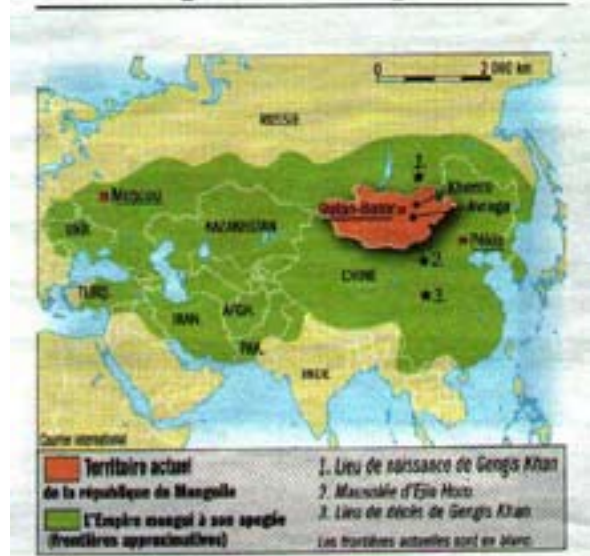 0 2 000 km
RUSSIE
1.
Moscou
Khenco
Avraga
Oulan-Bator
UKR.
KAZAKHSTAN
Pékin
2.
CHINE
TURQ.
3.
IRAN
AFGH.
PAK.
INDE
Courrier international
Territoire actuel
de la république de Mongolie
L'Empire mongol à son apogée
(frontières approximatives)
1. Lieu de naissance de Gengis Khan
2. Mausolée d'Ejin Horo
3. Lieu de décès de Gengis Khan
Les frontières actuelles sont en blanc.